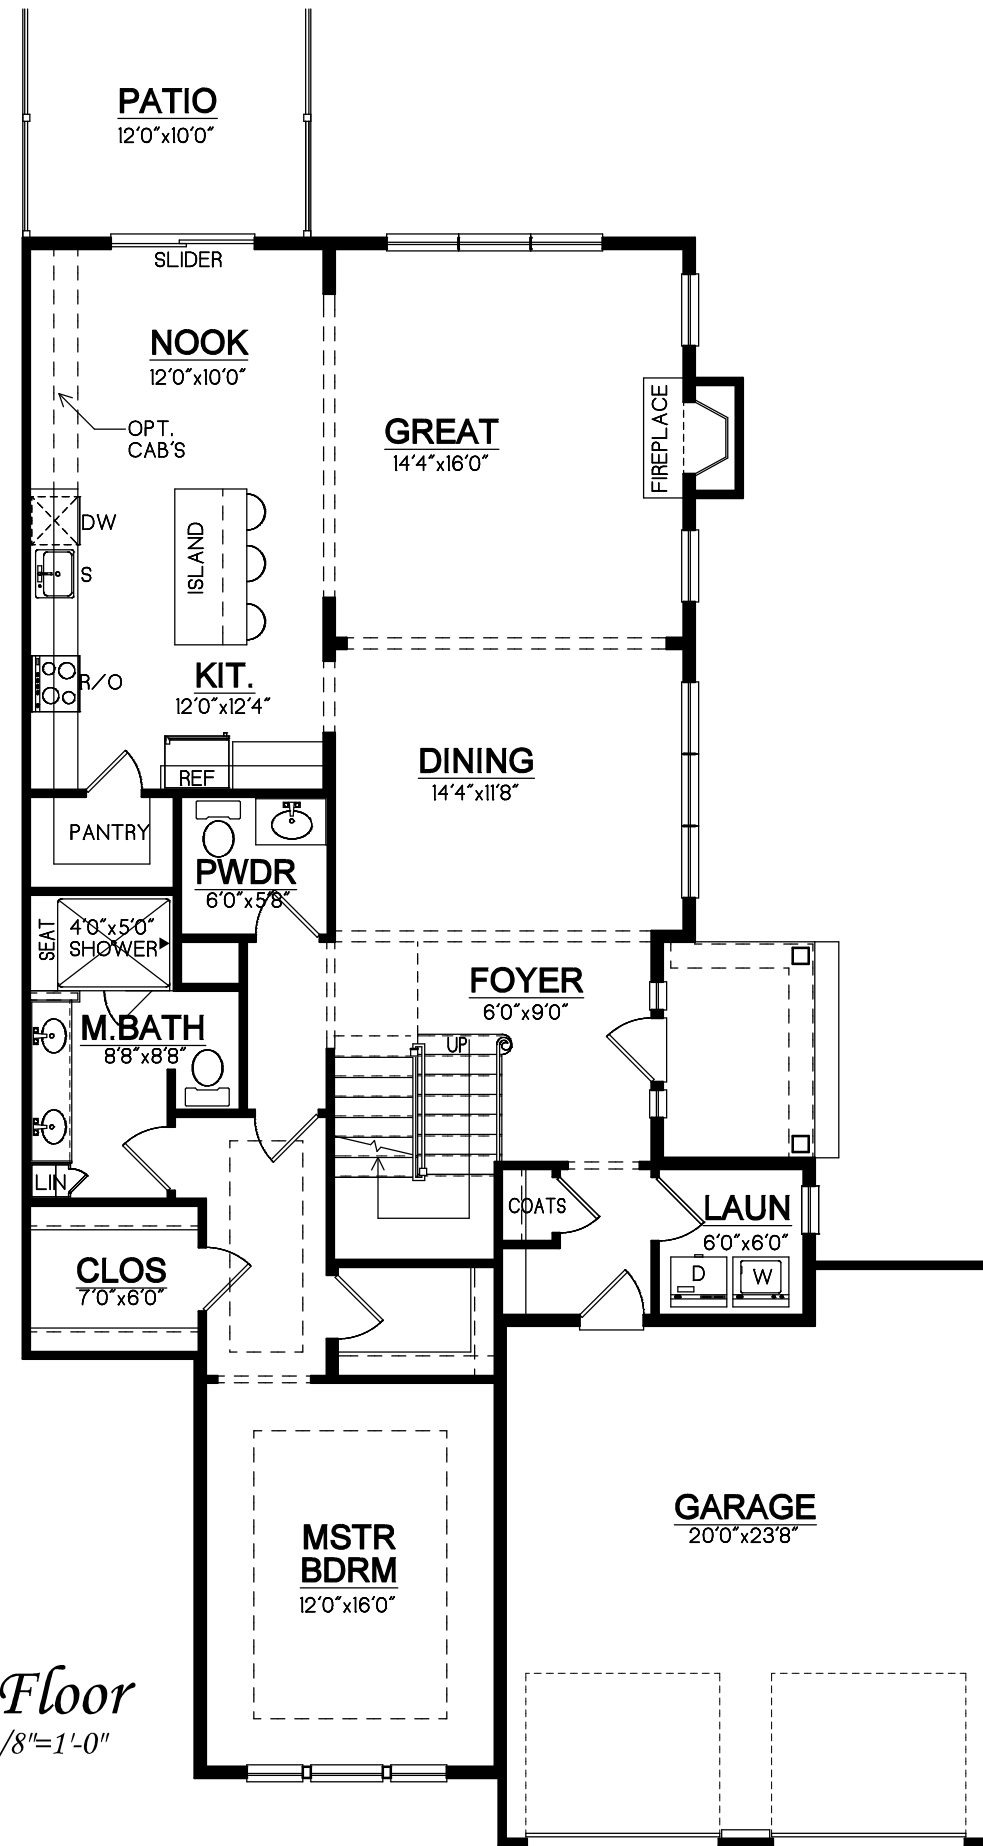 PATIO
12'0"x10'0"
SLIDER
NOOK
12'0"x10'0"
OPT.
CAB'S
GREAT
14'4"x16'0"
FIREPLACE
DW
S
ISLAND
R/O
KIT.
12'0"x12'4"
REF
DINING
14'4"x11'8"
PANTRY
PWDR
6'0"x5'8"
SEAT
4'0"x5'0"
SHOWER
FOYER
6'0"x9'0"
M.BATH
8'8"x8'8"
UP
LIN
COATS
LAUN
6'0"x6'0"
D
W
CLOS
7'0"x6'0"
MSTR
BDRM
12'0"x16'0"
GARAGE
20'0"x23'8"
Floor
/8"=1'-0"